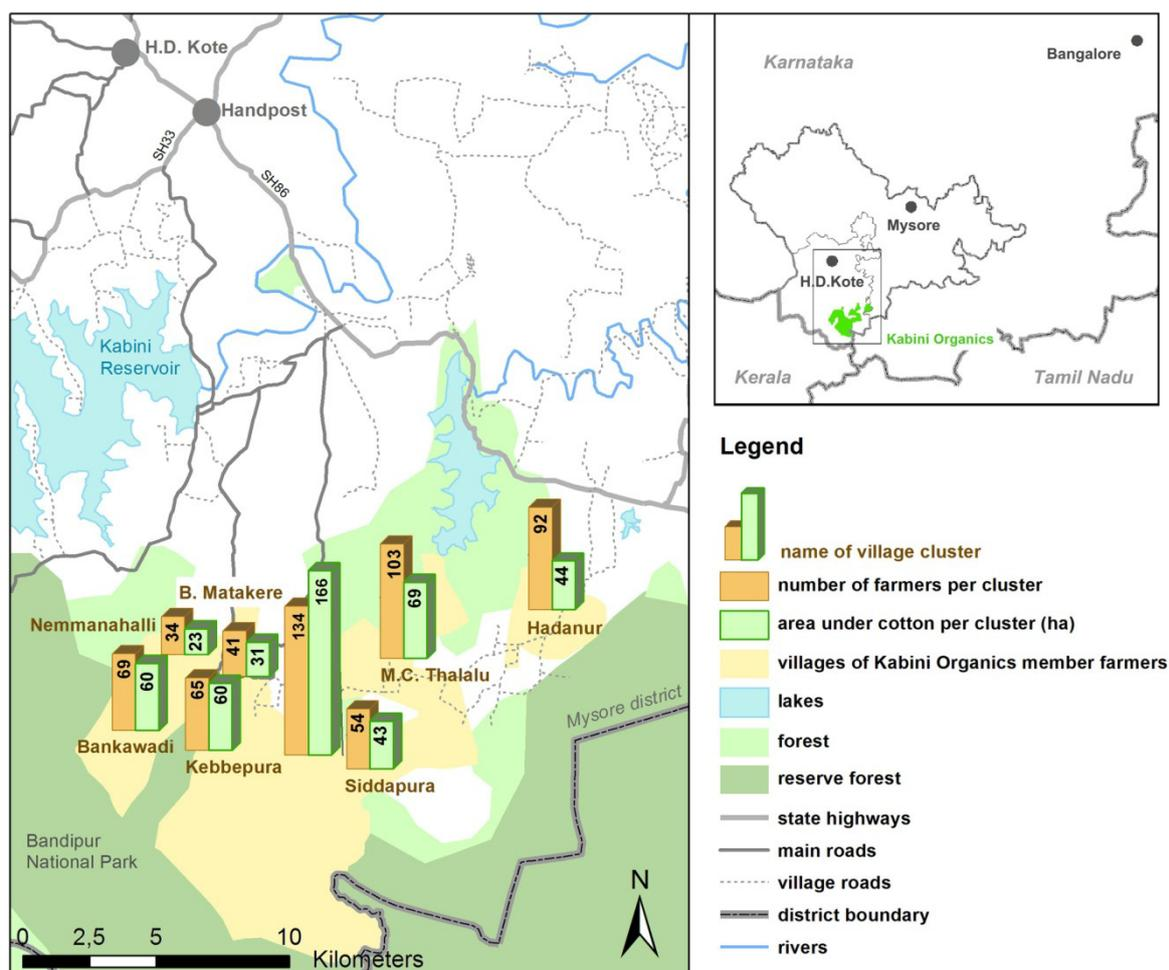 H.D. Kote
Handpost
SH33
SH86
Kabini
Reservoir
B. Matakere
Nemmanahalli
34
23
41
31
134
166
103
69
92
44
Hadanur
M.C. Thalalu
69
60
65
60
54
43
Bankawadi
Kebbepura
Siddapura
Mysore district
Bandipur
National Park
N
0 2,5 5 10
Kilometers
Karnataka
Bangalore
Mysore
H.D.Kote
Kabini Organics
Kerala
Tamil Nadu
Legend
name of village cluster
number of farmers per cluster
area under cotton per cluster (ha)
villages of Kabini Organics member farmers
lakes
forest
reserve forest
state highways
main roads
village roads
district boundary
rivers